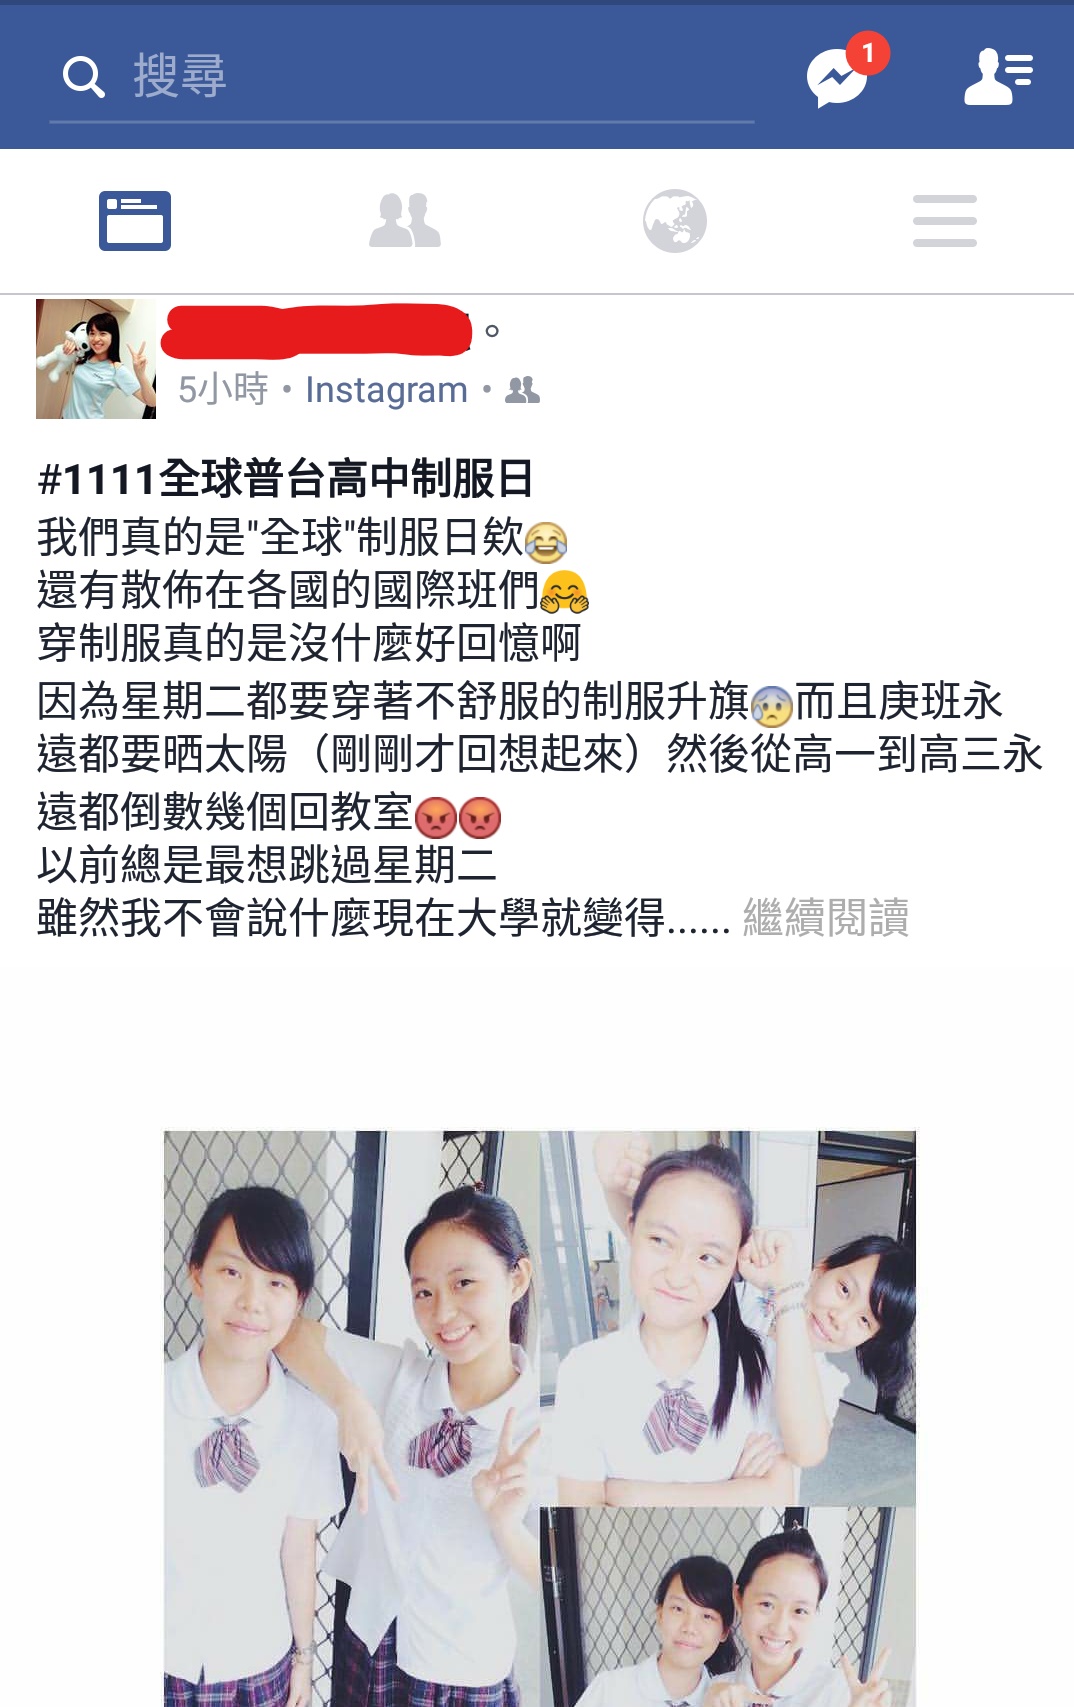 搜尋
1
。
5小時 • Instagram •
#1111全球普台高中制服日
我們真的是"全球"制服日欸😂
還有散佈在各國的國際班們🤗
穿制服真的是沒什麼好回憶啊
因為星期二都要穿著不舒服的制服升旗😰而且庚班永
遠都要晒太陽（剛剛才回想起來）然後從高一到高三永
遠都倒數幾個回教室😡😡
以前總是最想跳過星期二
雖然我不會說什麼現在大學就變得...... 繼續閱讀